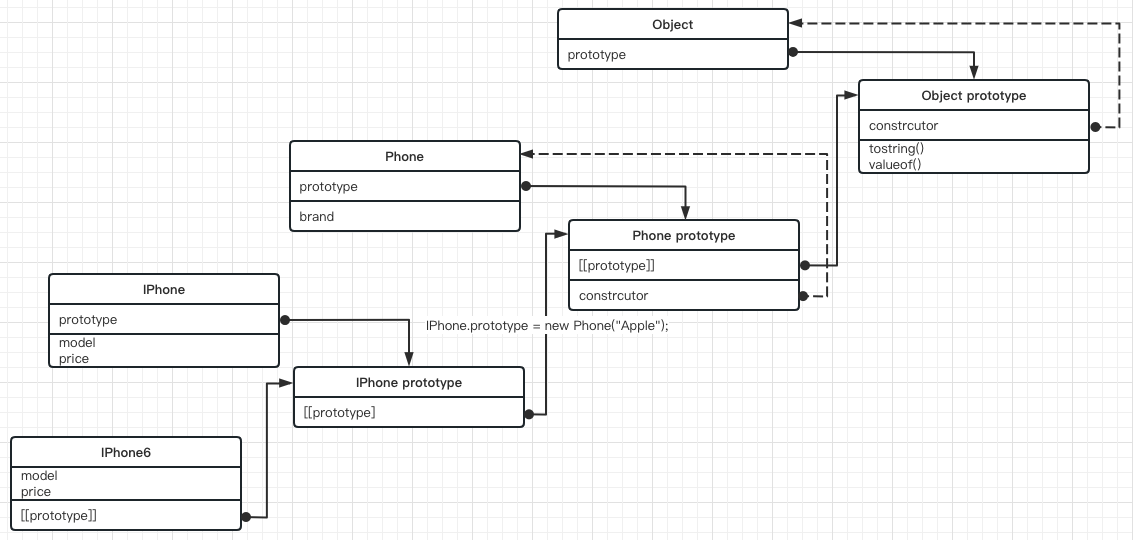 Object
prototype
Object prototype
constrcutor
tostring()
valueof()
Phone
prototype
brand
Phone prototype
[[prototype]]
constrcutor
IPhone
prototype
model
price
IPhone.prototype = new Phone("Apple");
IPhone prototype
[[prototype]
IPhone6
model
price
[[prototype]]